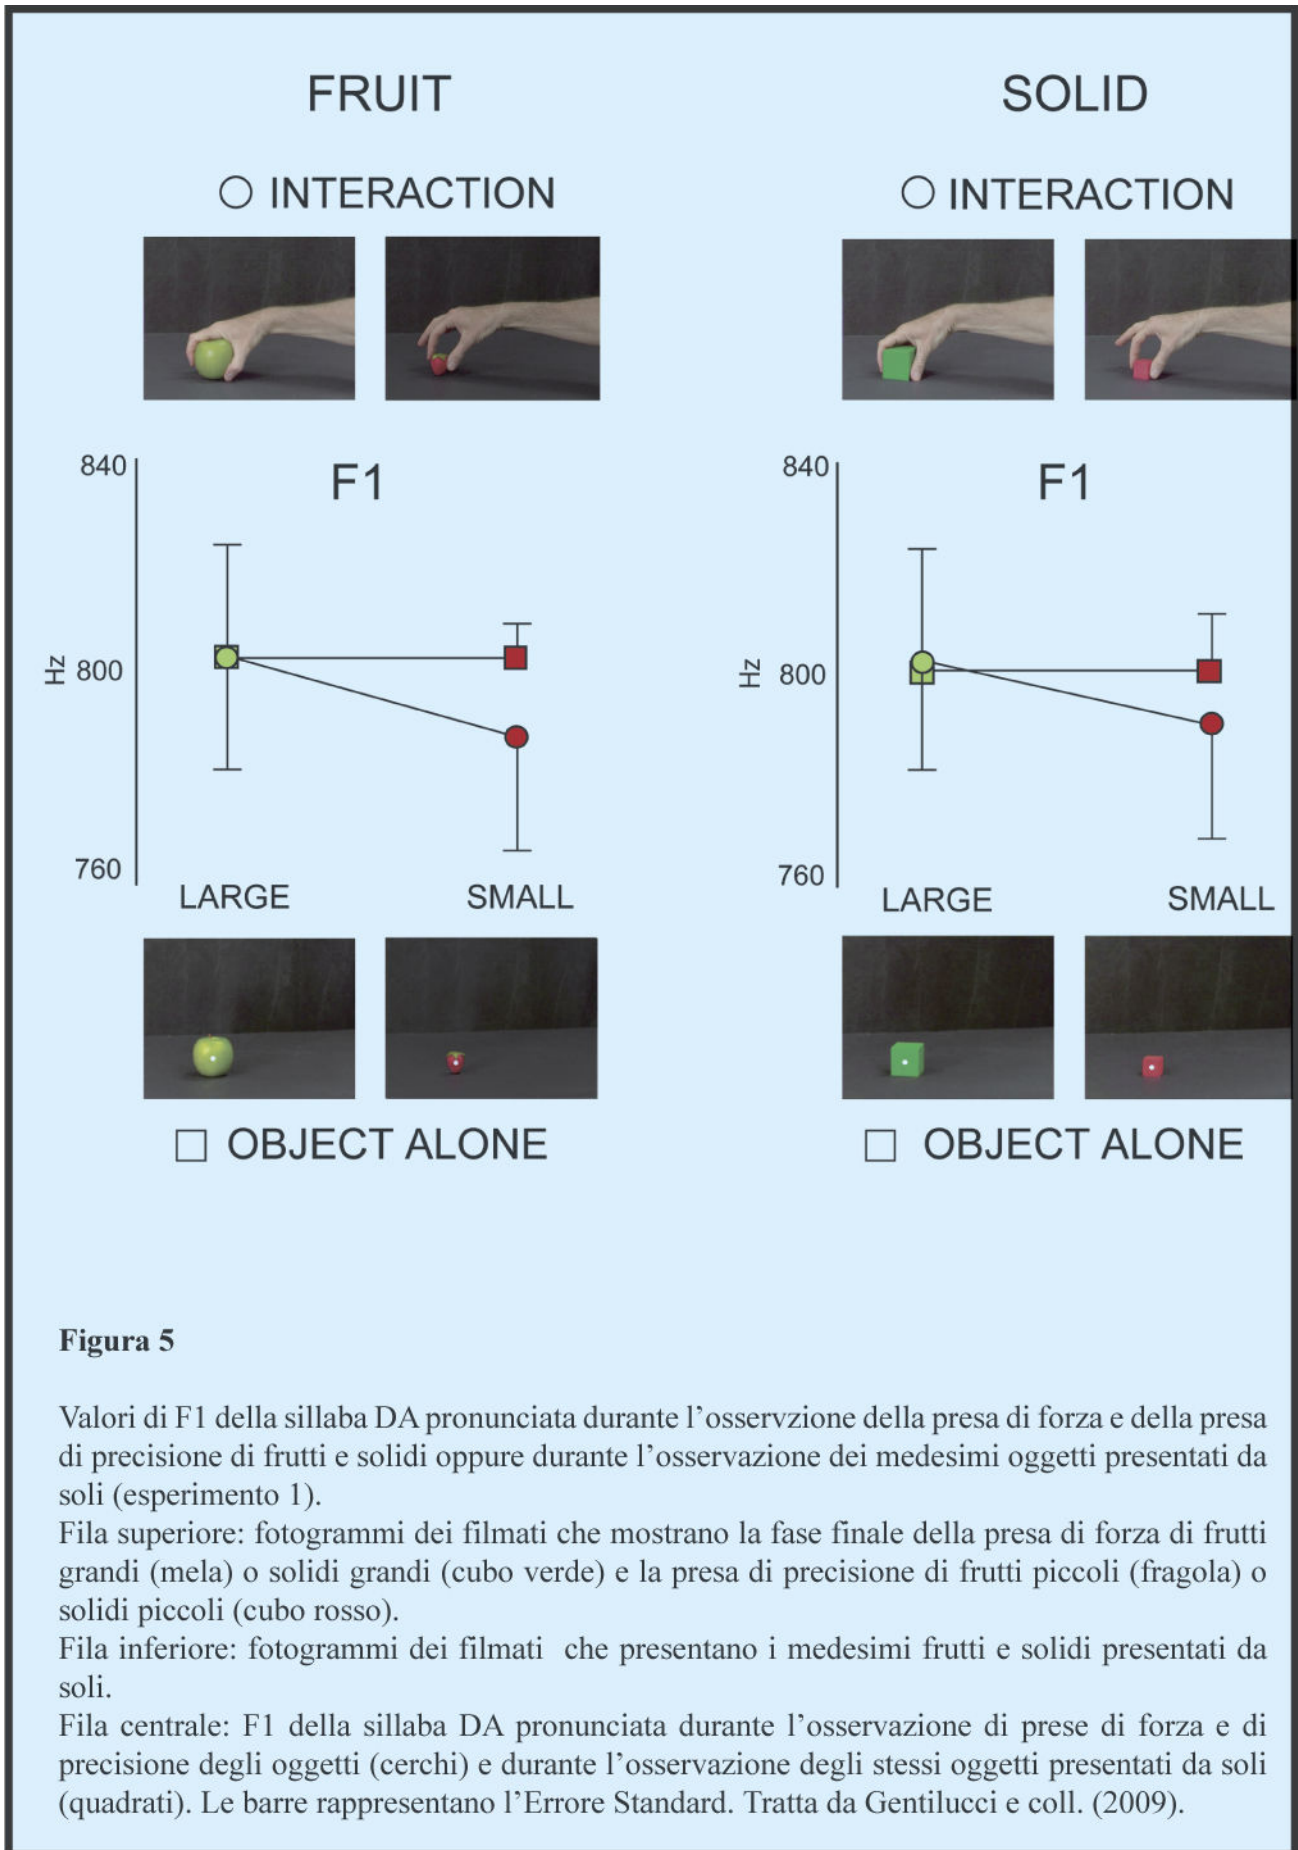 FRUIT
SOLID
INTERACTION
INTERACTION
840
F1
Hz
800
760
LARGE
SMALL
840
F1
Hz
800
760
LARGE
SMALL
OBJECT ALONE
OBJECT ALONE
Figura 5
Valori di F1 della sillaba DA pronunciata durante l’osservzione della presa di forza e della presa
di precisione di frutti e solidi oppure durante l’osservazione dei medesimi oggetti presentati da
soli (esperimento 1).
Fila superiore: fotogrammi dei filmati che mostrano la fase finale della presa di forza di frutti
grandi (mela) o solidi grandi (cubo verde) e la presa di precisione di frutti piccoli (fragola) o
solidi piccoli (cubo rosso).
Fila inferiore: fotogrammi dei filmati che presentano i medesimi frutti e solidi presentati da
soli.
Fila centrale: F1 della sillaba DA pronunciata durante l’osservazione di prese di forza e di
precisione degli oggetti (cerchi) e durante l’osservazione degli stessi oggetti presentati da soli
(quadrati). Le barre rappresentano l’Errore Standard. Tratta da Gentilucci e coll. (2009).